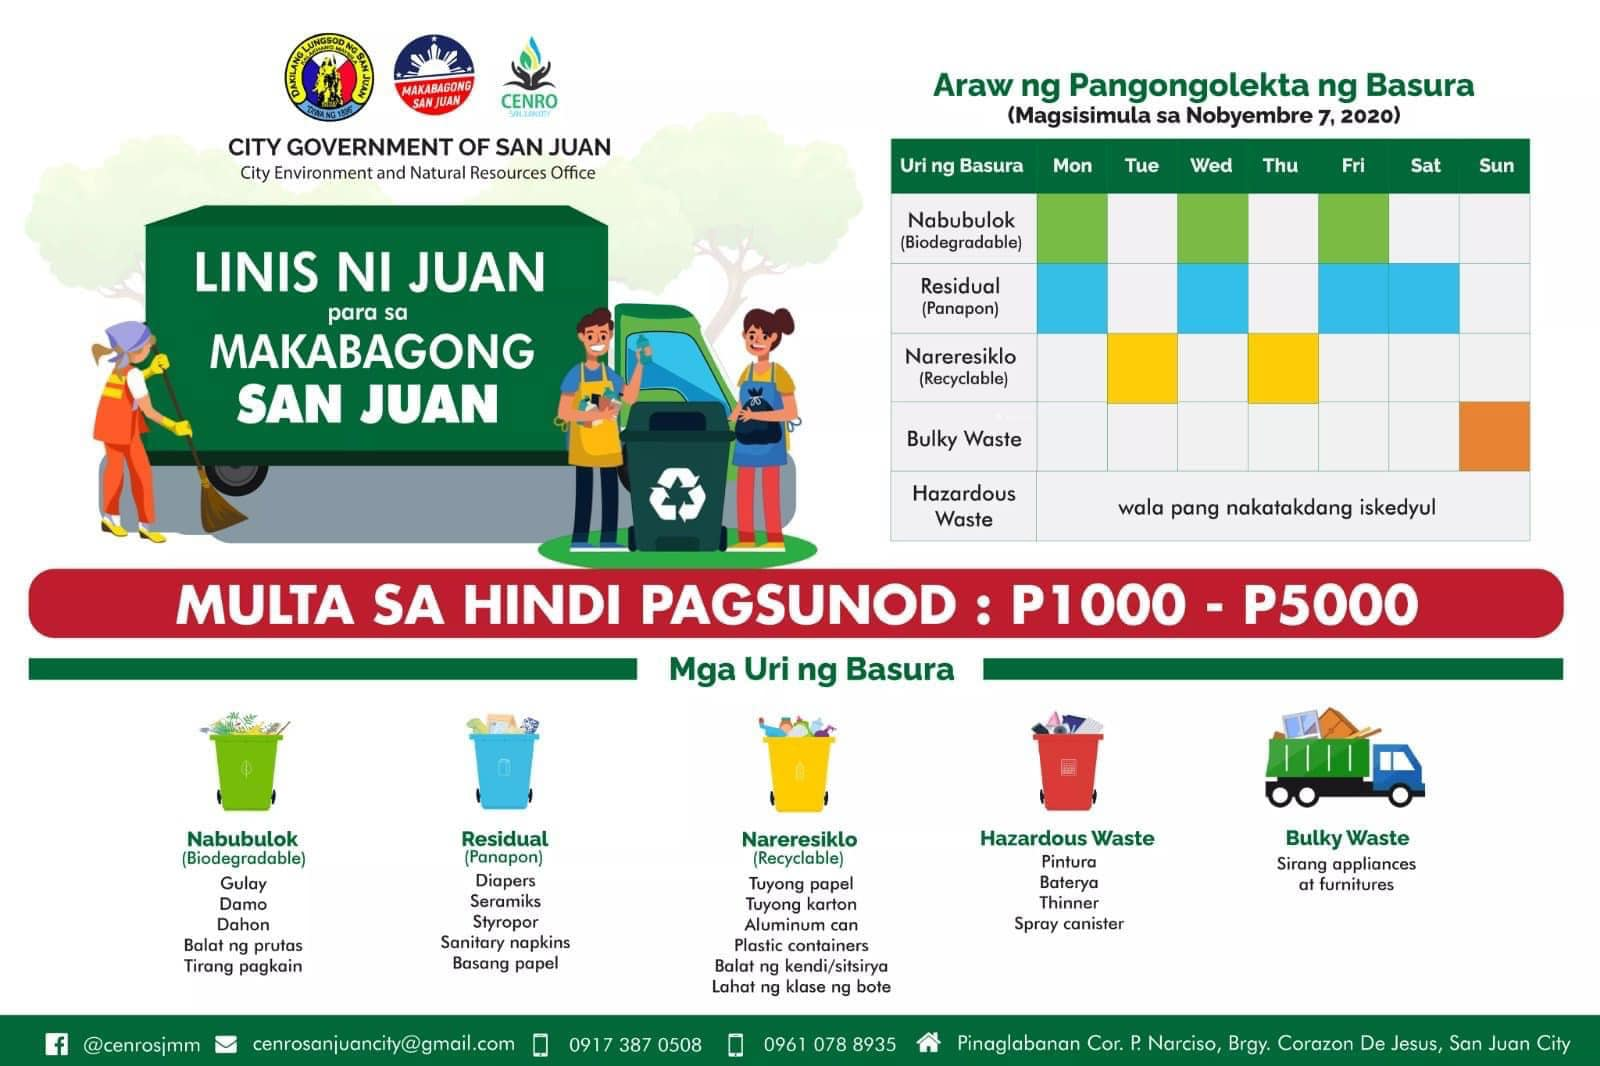 DAKILANG LUNGSOD NG SAN JUAN
MAKABAGONG
SAN JUAN
CENRO
SAN JUAN CITY
CITY GOVERNMENT OF SAN JUAN
City Environment and Natural Resources Office
LINIS NI JUAN
para sa
MAKABAGONG
SAN JUAN
Araw ng Pangongolekta ng Basura
(Magsisimula sa Nobyembre 7, 2020)
Uri ng Basura Mon Tue Wed Thu Fri Sat Sun
Nabubulok
(Biodegradable)
Residual
(Panapon)
Nareresiklo
(Recyclable)
Bulky Waste
Hazardous
Waste
wala pang nakatakdang iskedyul
MULTA SA HINDI PAGSUNOD : P1000 - P5000
Mga Uri ng Basura
Nabubulok
(Biodegradable)
Gulay
Damo
Dahon
Balat ng prutas
Tirang pagkain
Residual
(Panapon)
Diapers
Seramiks
Styropor
Sanitary napkins
Basang papel
Nareresiklo
(Recyclable)
Tuyong papel
Tuyong karton
Aluminum can
Plastic containers
Balat ng kendi/sitsirya
Lahat ng klase ng bote
Hazardous Waste
Pintura
Baterya
Thinner
Spray canister
Bulky Waste
Sirang appliances
at furnitures
@cenrosjmm cenrosanjuancity@gmail.com 0917 387 0508 0961 078 8935 Pinaglabanan Cor. P. Narciso, Brgy. Corazon De Jesus, San Juan City